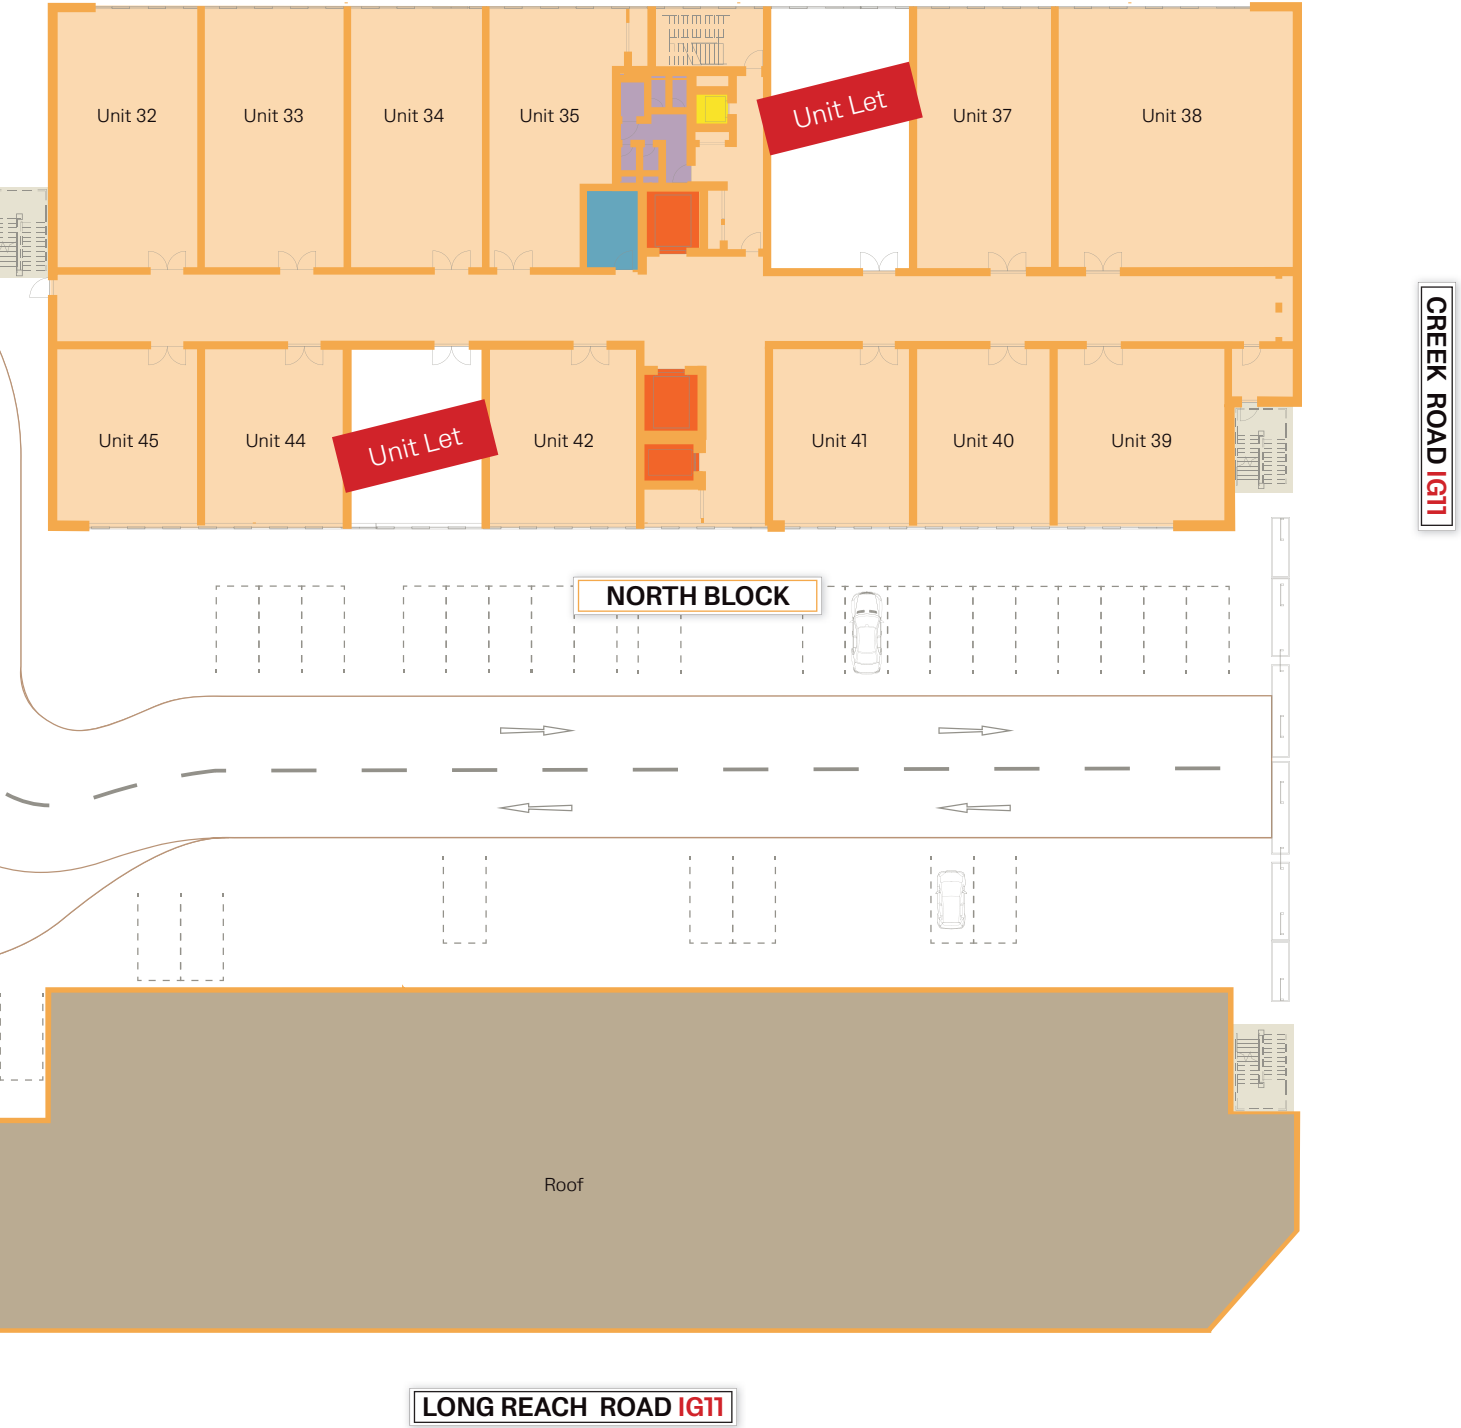 Unit 32
Unit 33
Unit 34
Unit 35
Unit Let
Unit 37
Unit 38
Unit 45
Unit 44
Unit Let
Unit 42
Unit 41
Unit 40
Unit 39
CREEK ROAD IG11
NORTH BLOCK
Roof
LONG REACH ROAD IG11